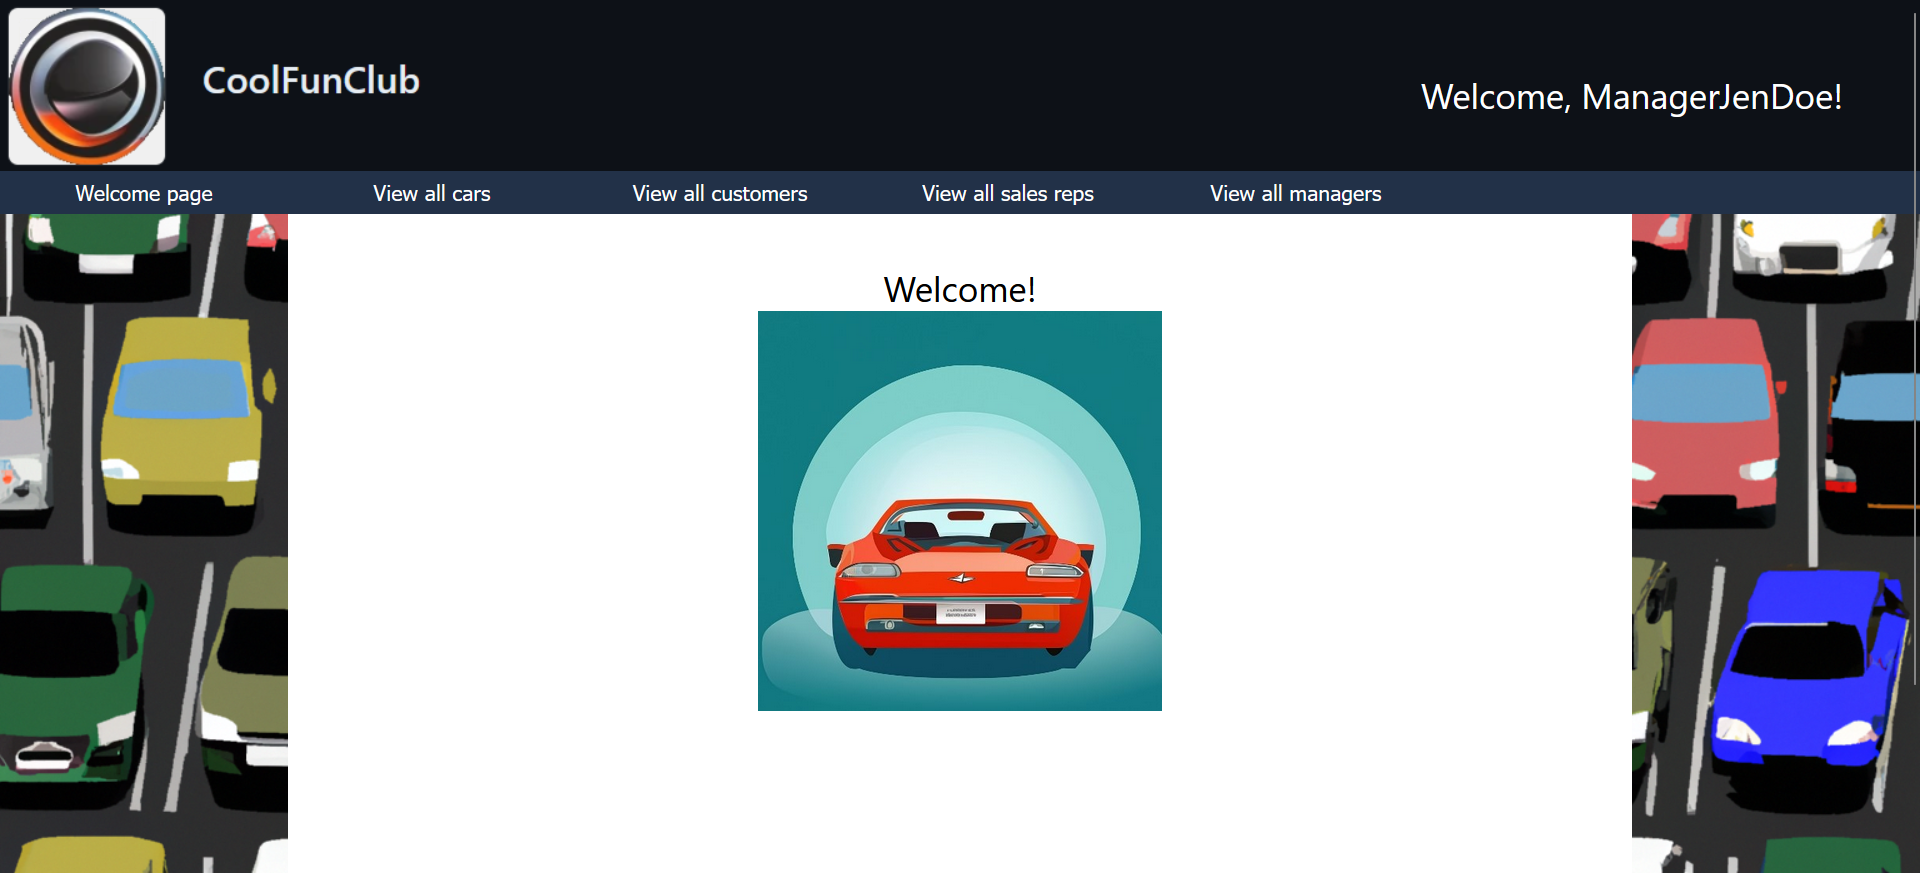 CoolFunClub
Welcome, ManagerJenDoe!
Welcome page
View all cars
View all customers
View all sales reps
View all managers
Welcome!